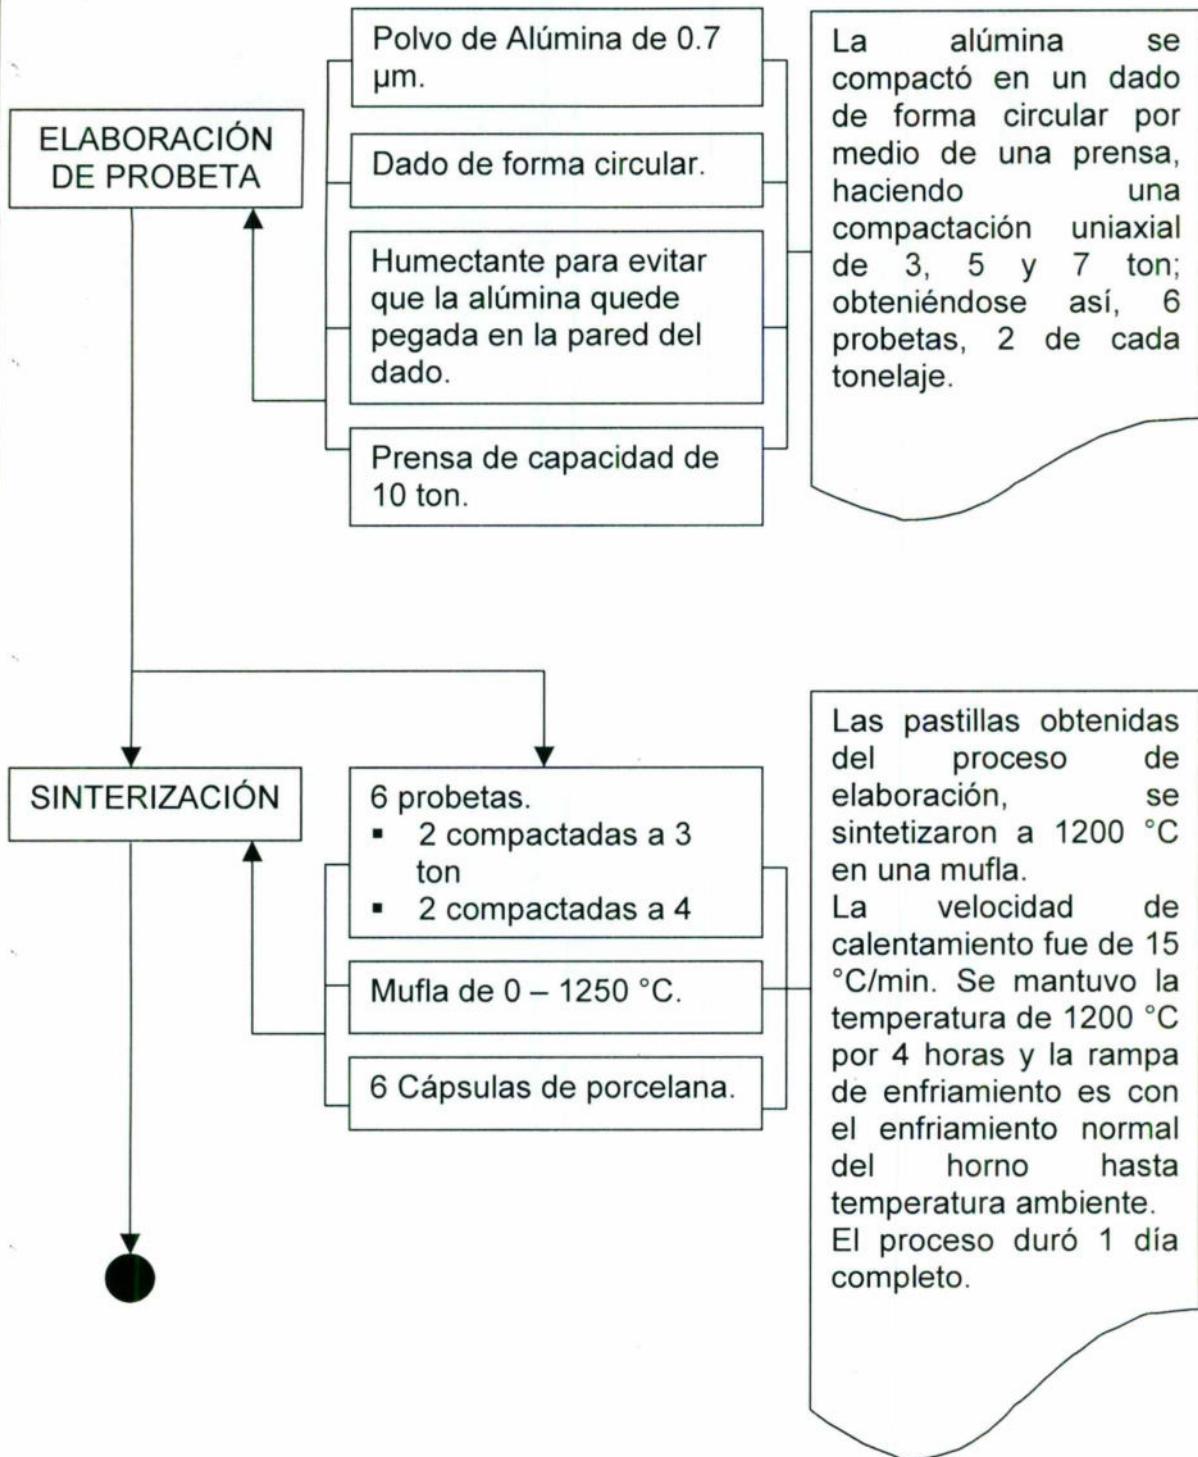 ELABORACIÓN
DE PROBETA
Polvo de Alúmina de 0.7
µm.
Dado de forma circular.
Humectante para evitar
que la alúmina quede
pegada en la pared del
dado.
Prensa de capacidad de
10 ton.
La alúmina se
compactó en un dado
de forma circular por
medio de una prensa,
haciendo una
compactación uniaxial
de 3, 5 y 7 ton;
obteniéndose así, 6
probetas, 2 de cada
tonelaje.
SINTERIZACIÓN
6 probetas.
▪ 2 compactadas a 3
ton
▪ 2 compactadas a 4
Mufla de 0 – 1250 °C.
6 Cápsulas de porcelana.
Las pastillas obtenidas
del proceso de
elaboración, se
sintetizaron a 1200 °C
en una mufla.
La velocidad de
calentamiento fue de 15
°C/min. Se mantuvo la
temperatura de 1200 °C
por 4 horas y la rampa
de enfriamiento es con
el enfriamiento normal
del horno hasta
temperatura ambiente.
El proceso duró 1 día
completo.